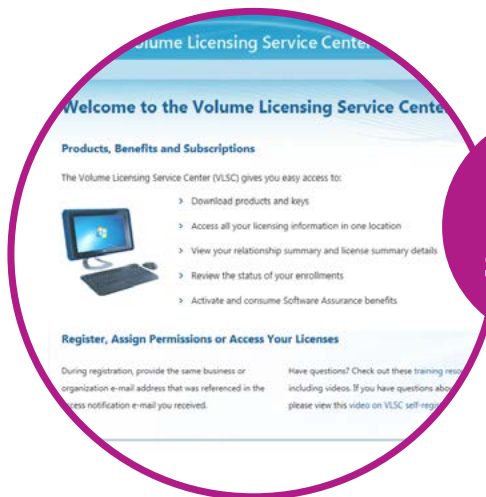 Volume Licensing Service Center
Welcome to the Volume Licensing Service Cente
Products, Benefits and Subscriptions
The Volume Licensing Service Center (VLSC) gives you easy access to:
> Download products and keys
> Access all your licensing information in one location
> View your relationship summary and license summary details
> Review the status of your enrollments
> Activate and consume Software Assurance benefits
Register, Assign Permissions or Access Your Licenses
During registration, provide the same business or
organization e-mail address that was referenced in the
access notification e-mail you received.
Have questions? Check out these training
including videos. If you have questions
please view this video on VLSC